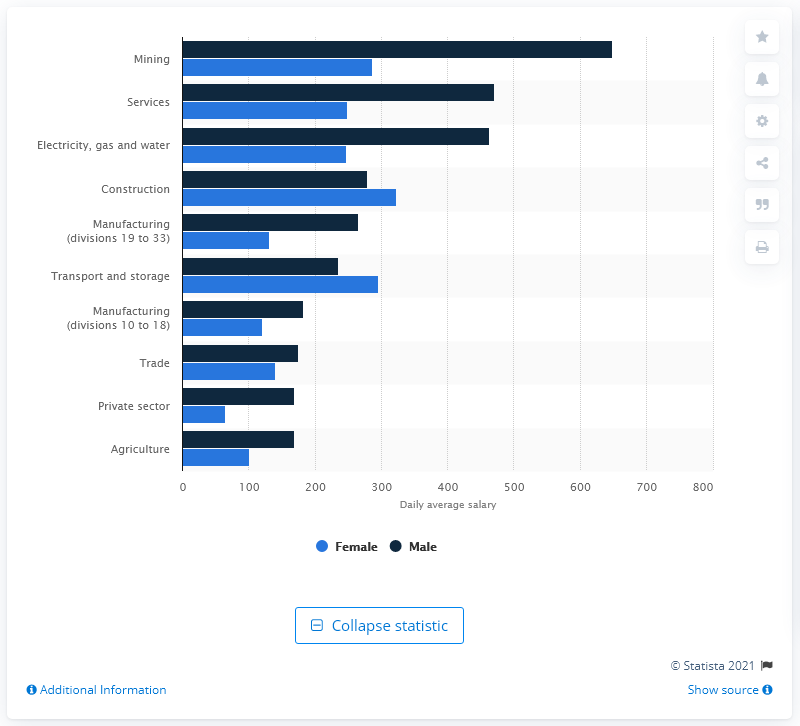 Mining
Services
Electricity, gas and water
Construction
Manufacturing
(divisions 19 to 33)
Transport and storage
Manufacturing
(divisions 10 to 18)
Trade
Private sector
Agriculture
0 100 200 300 400 500 600 700 800
Daily average salary
Female Male
Collapse statistic
© Statista 2021
Additional Information
Show source